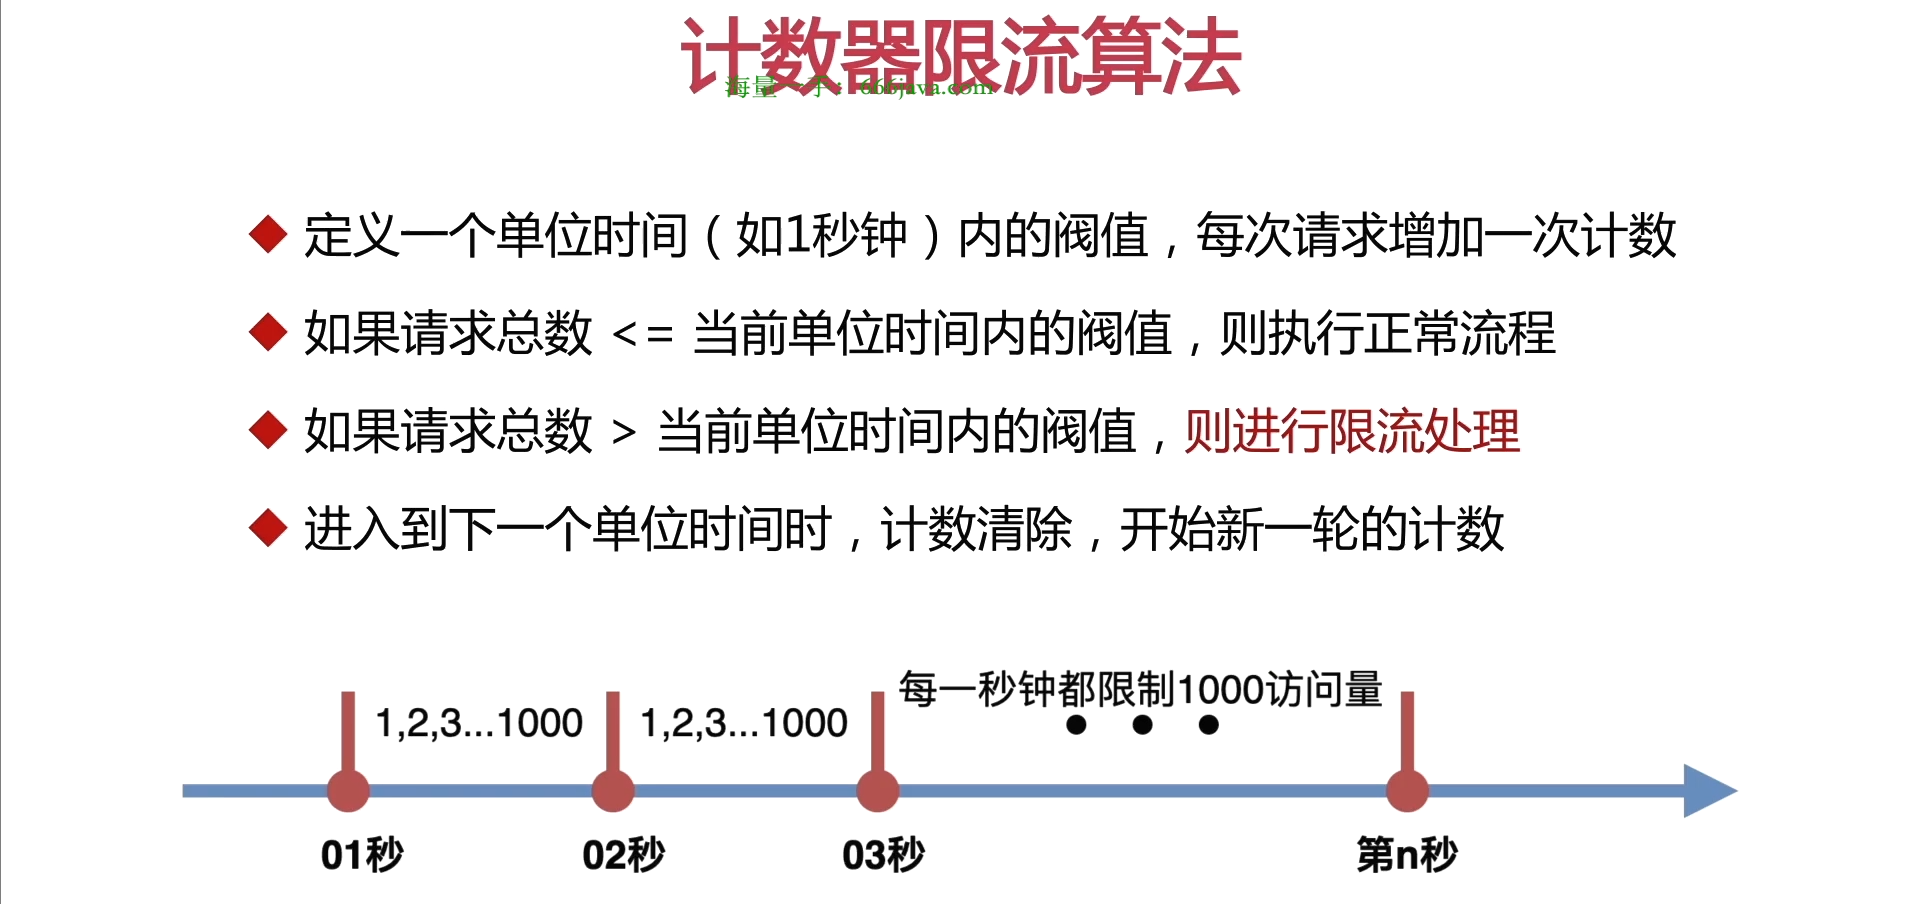 计数器限流算法
海量一手：666java.com
定义一个单位时间（如1秒钟）内的阀值，每次请求增加一次计数
如果请求总数 <= 当前单位时间内的阀值，则执行正常流程
如果请求总数 > 当前单位时间内的阀值，则进行限流处理
进入到下一个单位时间时，计数清除，开始新一轮的计数
每一秒钟都限制1000访问量
1,2,3...1000 1,2,3...1000
01秒 02秒 03秒 第n秒